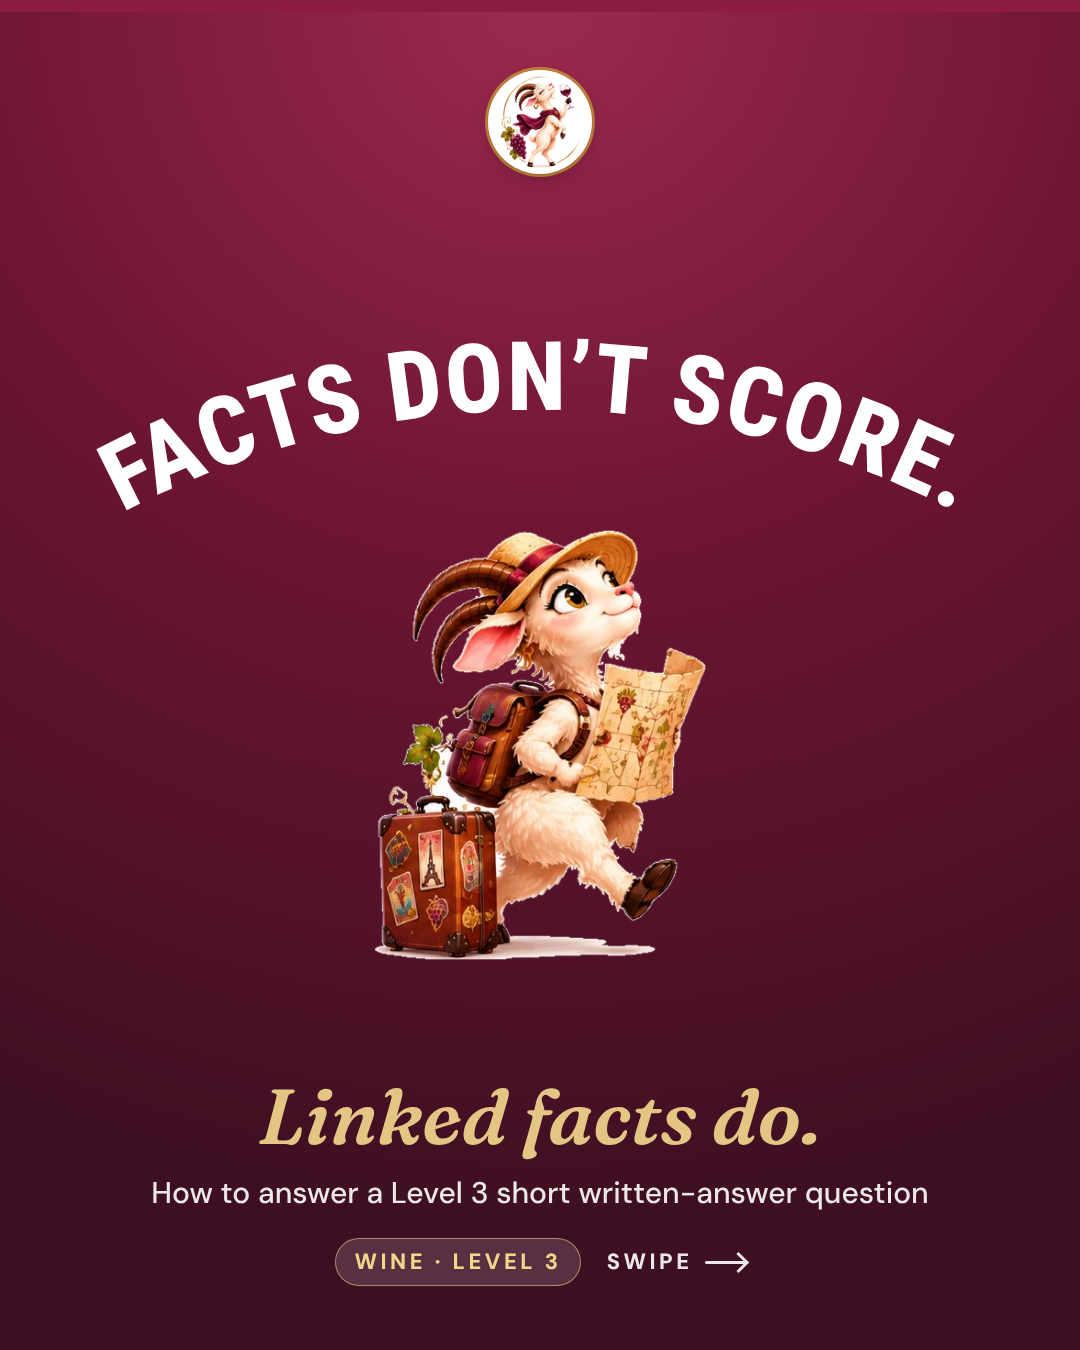 FACTS DON’T SCORE.
Linked facts do.
How to answer a Level 3 short written-answer question
WINE · LEVEL 3
SWIPE →